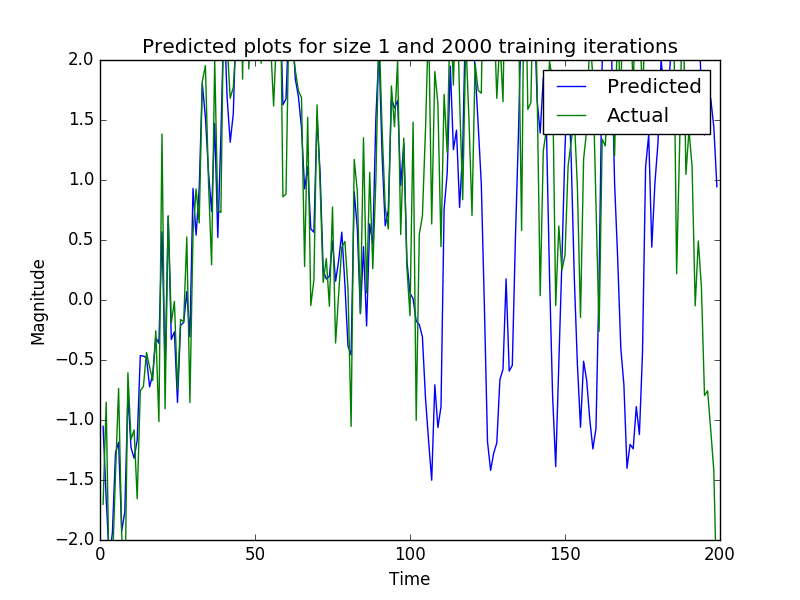 Predicted plots for size 1 and 2000 training iterations
2.0
1.5
1.0
0.5
0.0
−0.5
−1.0
−1.5
−2.0
Magnitude
Predicted
Actual
0 50 100 150 200
Time